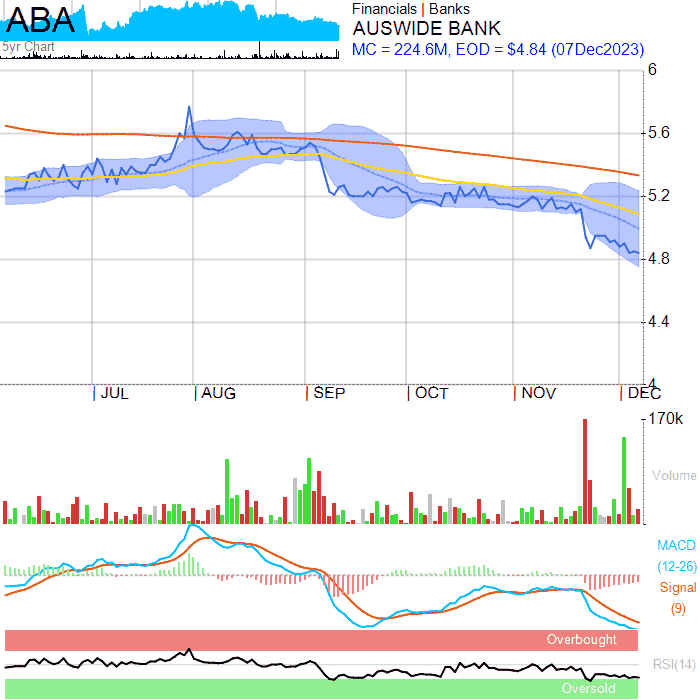 ABA
5yr Chart
Financials | Banks
AUSWIDE BANK
MC = 224.6M, EOD = $4.84 (07Dec2023)
6
5.6
5.2
4.8
4.4
4
JUL AUG SEP OCT NOV DEC
170k
Volume
MACD
(12-26)
Signal
(9)
Overbought
RSI(14)
Oversold